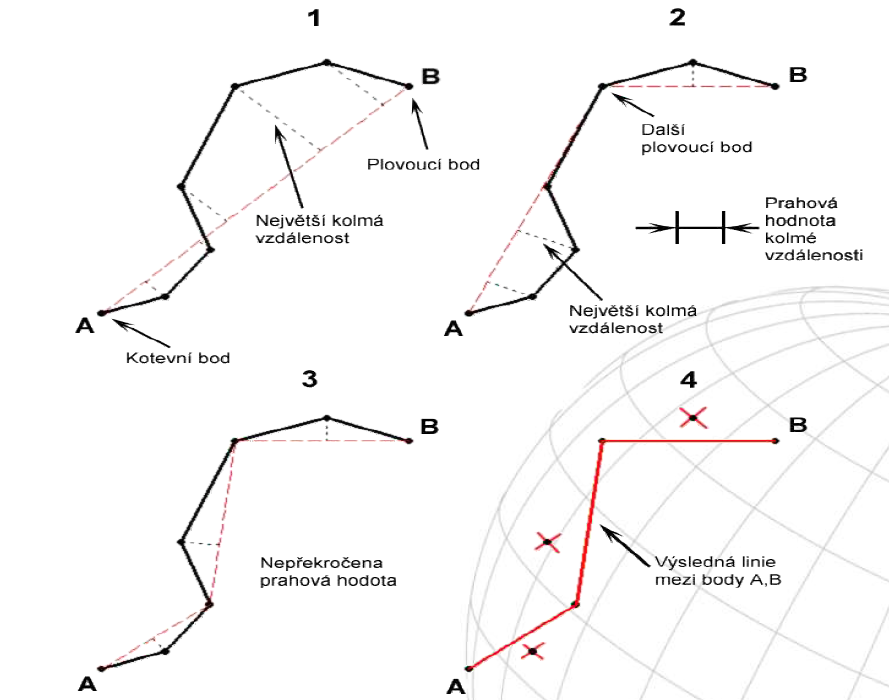 1
B
Plovoucí bod
Největší kolmá
vzdálenost
A
Kotevní bod
2
B
Další
plovoucí bod
Prahová
hodnota
kolmé
vzdálenosti
Největší kolmá
vzdálenost
A
3
B
Nepřekročena
prahová hodota
A
4
B
Výsledná linie
mezi body A,B
A